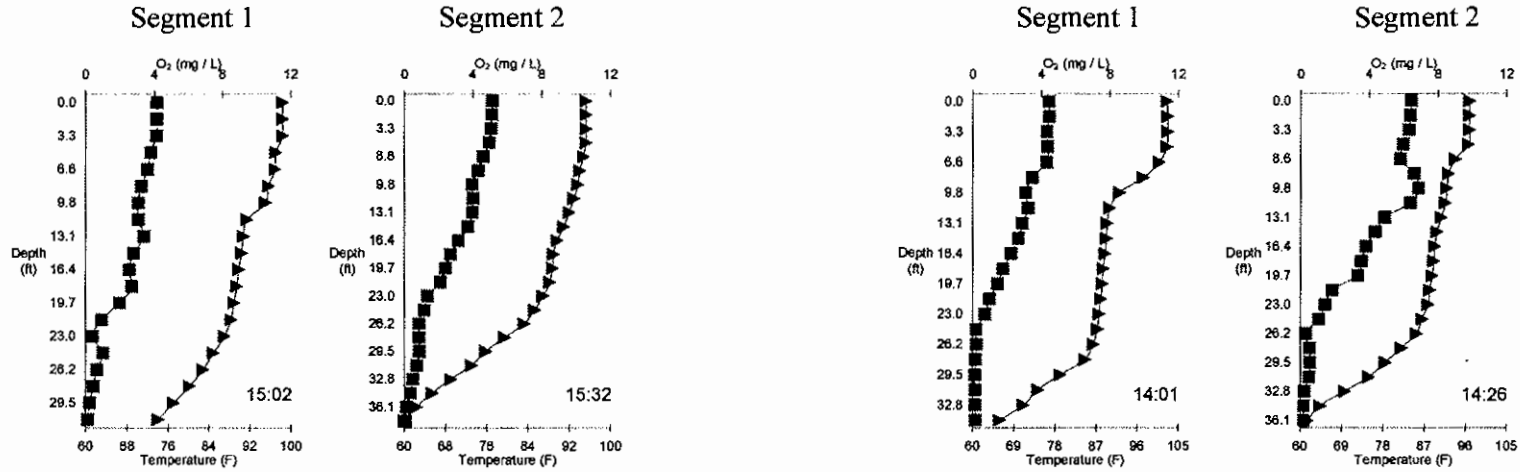 Segment 1
O₂ (mg / L)
0 4 8 12
0.0
3.3
6.6
9.8
13.1
Depth
(ft)
16.4
19.7
23.0
26.2
29.5
15:02
60 68 76 84 92 100
Temperature (F)
Segment 2
O₂ (mg / L)
0 4 8 12
0.0
3.3
6.6
9.8
13.1
16.4
Depth
(ft)
19.7
23.0
26.2
29.5
32.8
36.1
15:32
60 68 76 84 92 100
Temperature (F)
Segment 1
O₂ (mg / L)
0 4 8 12
0.0
3.3
6.6
9.8
13.1
Depth
(ft)
16.4
19.7
23.0
26.2
29.5
32.8
14:01
60 69 78 87 96 105
Temperature (F)
Segment 2
O₂ (mg / L)
0 4 8 12
0.0
3.3
6.6
9.8
13.1
16.4
Depth
(ft)
19.7
23.0
26.2
29.5
32.8
36.1
14:26
60 69 78 87 96 105
Temperature (F)